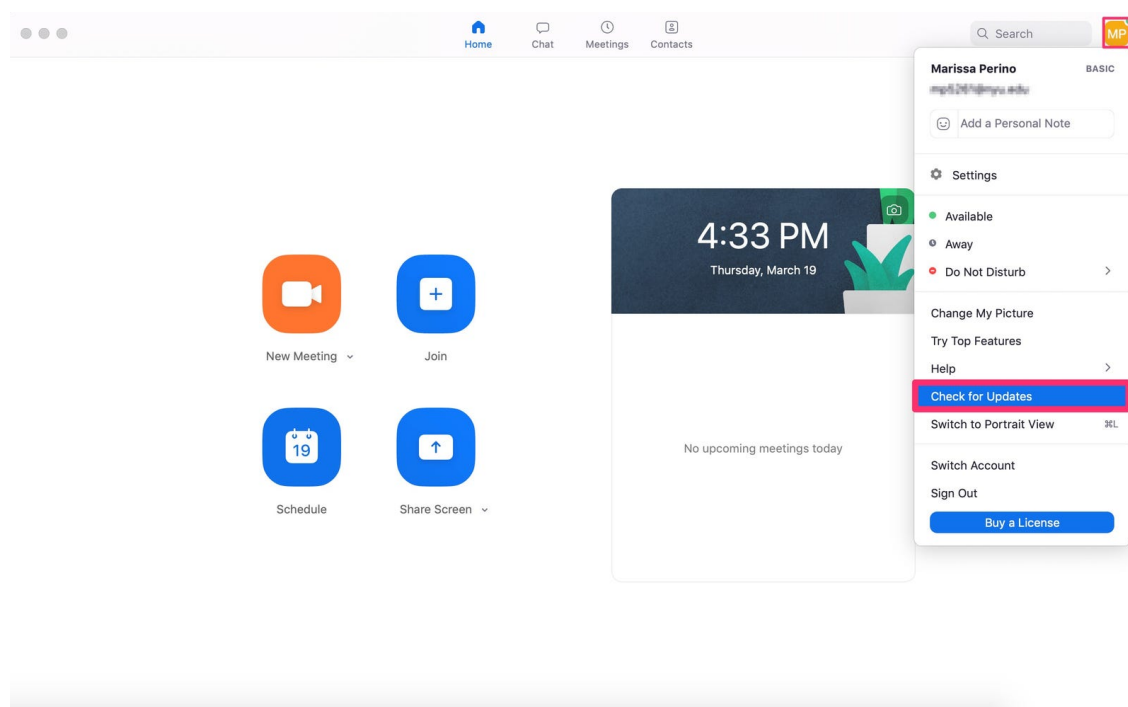 Home Chat Meetings Contacts
Search
MP
Marissa Perino BASIC
Add a Personal Note
Settings
Available
Away
Do Not Disturb
Change My Picture
Try Top Features
Help
Check for Updates
Switch to Portrait View ⌘L
Switch Account
Sign Out
Buy a License
4:33 PM
Thursday, March 19
No upcoming meetings today
New Meeting Join
19
Schedule Share Screen